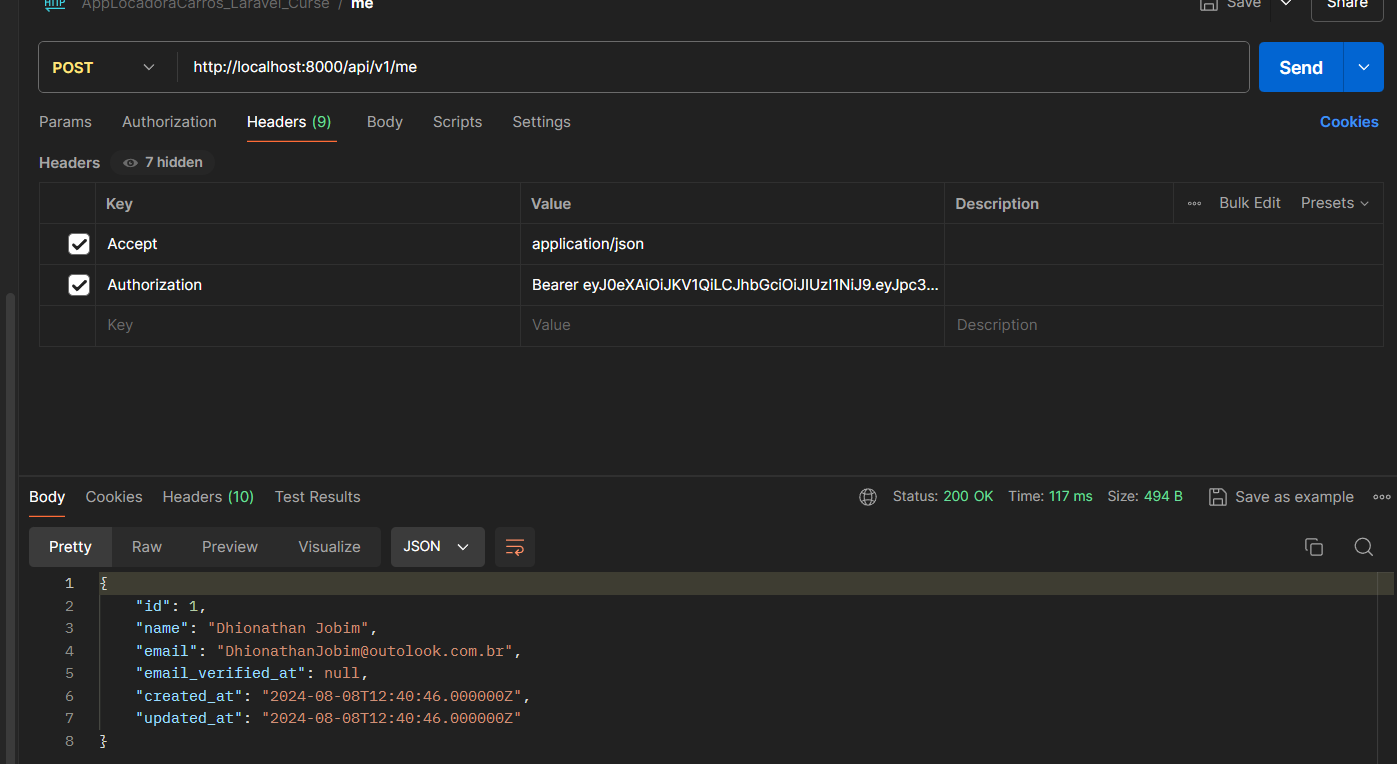 HTTP AppLocadoraCarros_Laravel_Curse / me Save Share
POST http://localhost:8000/api/v1/me Send
Params Authorization Headers (9) Body Scripts Settings Cookies
Headers 7 hidden
Key Value Description Bulk Edit Presets
Accept application/json
Authorization Bearer eyJ0eXAiOiJKV1QiLCJhbGciOiJIUzI1NiJ9.eyJpc3...
Key Value Description
Body Cookies Headers (10) Test Results Status: 200 OK Time: 117 ms Size: 494 B Save as example
Pretty Raw Preview Visualize JSON
1 {
2 "id": 1,
3 "name": "Dhionathan Jobim",
4 "email": "DhionathanJobim@outolook.com.br",
5 "email_verified_at": null,
6 "created_at": "2024-08-08T12:40:46.000000Z",
7 "updated_at": "2024-08-08T12:40:46.000000Z"
8 }